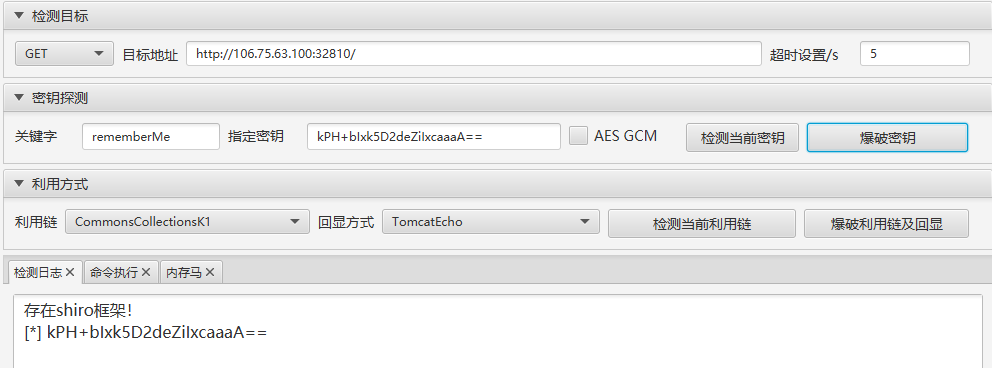 检测目标
GET 目标地址 http://106.75.63.100:32810/ 超时设置/s 5
密钥探测
关键字 rememberMe 指定密钥 kPH+bIxk5D2deZiIxcaaaA== AES GCM 检测当前密钥 爆破密钥
利用方式
利用链 CommonsCollectionsK1 回显方式 TomcatEcho 检测当前利用链 爆破利用链及回显
检测日志 命令执行 内存马
存在shiro框架!
[*] kPH+bIxk5D2deZiIxcaaaA==